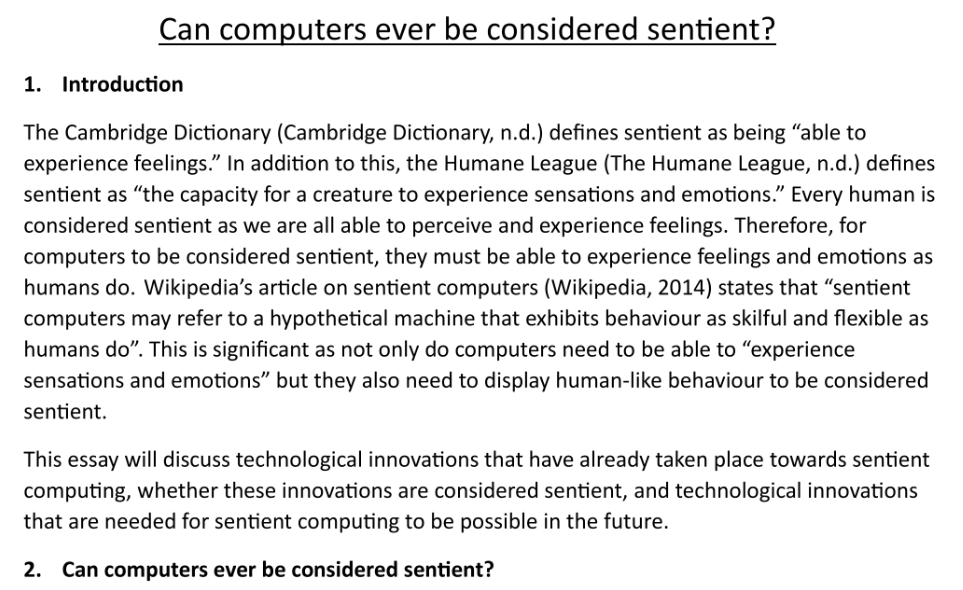 Can computers ever be considered sentient?
1. Introduction
The Cambridge Dictionary (Cambridge Dictionary, n.d.) defines sentient as being “able to
experience feelings.” In addition to this, the Humane League (The Humane League, n.d.) defines
sentient as “the capacity for a creature to experience sensations and emotions.” Every human is
considered sentient as we are all able to perceive and experience feelings. Therefore, for
computers to be considered sentient, they must be able to experience feelings and emotions as
humans do. Wikipedia’s article on sentient computers (Wikipedia, 2014) states that “sentient
computers may refer to a hypothetical machine that exhibits behaviour as skilful and flexible as
humans do”. This is significant as not only do computers need to be able to “experience
sensations and emotions” but they also need to display human-like behaviour to be considered
sentient.
This essay will discuss technological innovations that have already taken place towards sentient
computing, whether these innovations are considered sentient, and technological innovations
that are needed for sentient computing to be possible in the future.
2. Can computers ever be considered sentient?